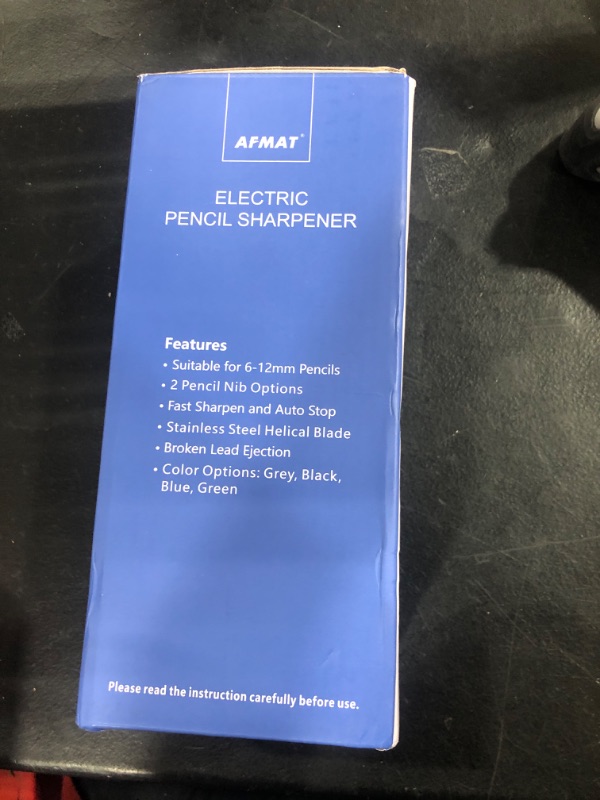 AFMAT®
ELECTRIC
PENCIL SHARPENER
Features
• Suitable for 6-12mm Pencils
• 2 Pencil Nib Options
• Fast Sharpen and Auto Stop
• Stainless Steel Helical Blade
• Broken Lead Ejection
• Color Options: Grey, Black,
Blue, Green
Please read the instruction carefully before use.